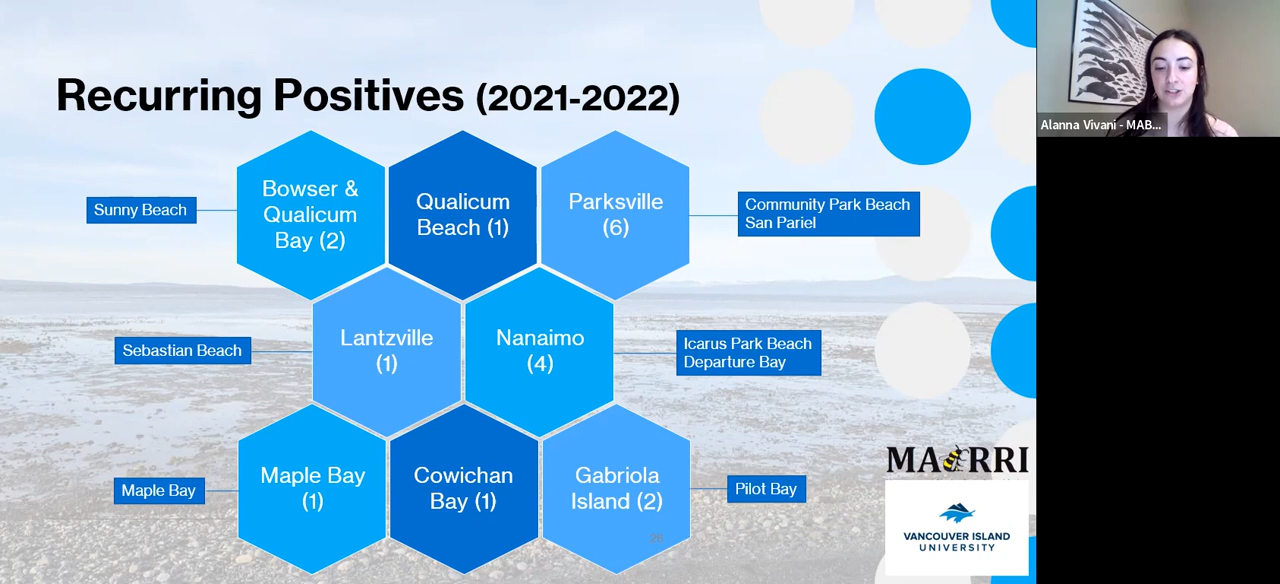 Recurring Positives (2021-2022)
Alanna Vivani - MAB...
Sunny Beach
Bowser &
Qualicum
Bay (2)
Qualicum
Beach (1)
Parksville
(6)
Community Park Beach
San Pariel
Sebastian Beach
Lantzville
(1)
Nanaimo
(4)
Icarus Park Beach
Departure Bay
Maple Bay
Maple Bay
(1)
Cowichan
Bay (1)
Gabriola
Island (2)
Pilot Bay
26
MABRRI
VANCOUVER ISLAND
UNIVERSITY